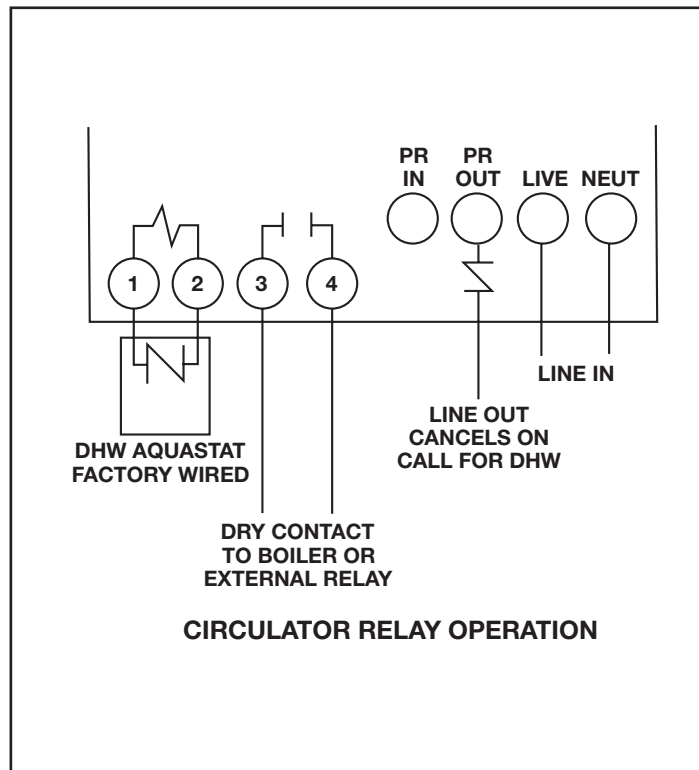 PR IN
PR OUT
LIVE
NEUT
1
2
3
4
LINE IN
DHW AQUASTAT
FACTORY WIRED
LINE OUT
CANCELS ON
CALL FOR DHW
DRY CONTACT
TO BOILER OR
EXTERNAL RELAY
CIRCULATOR RELAY OPERATION